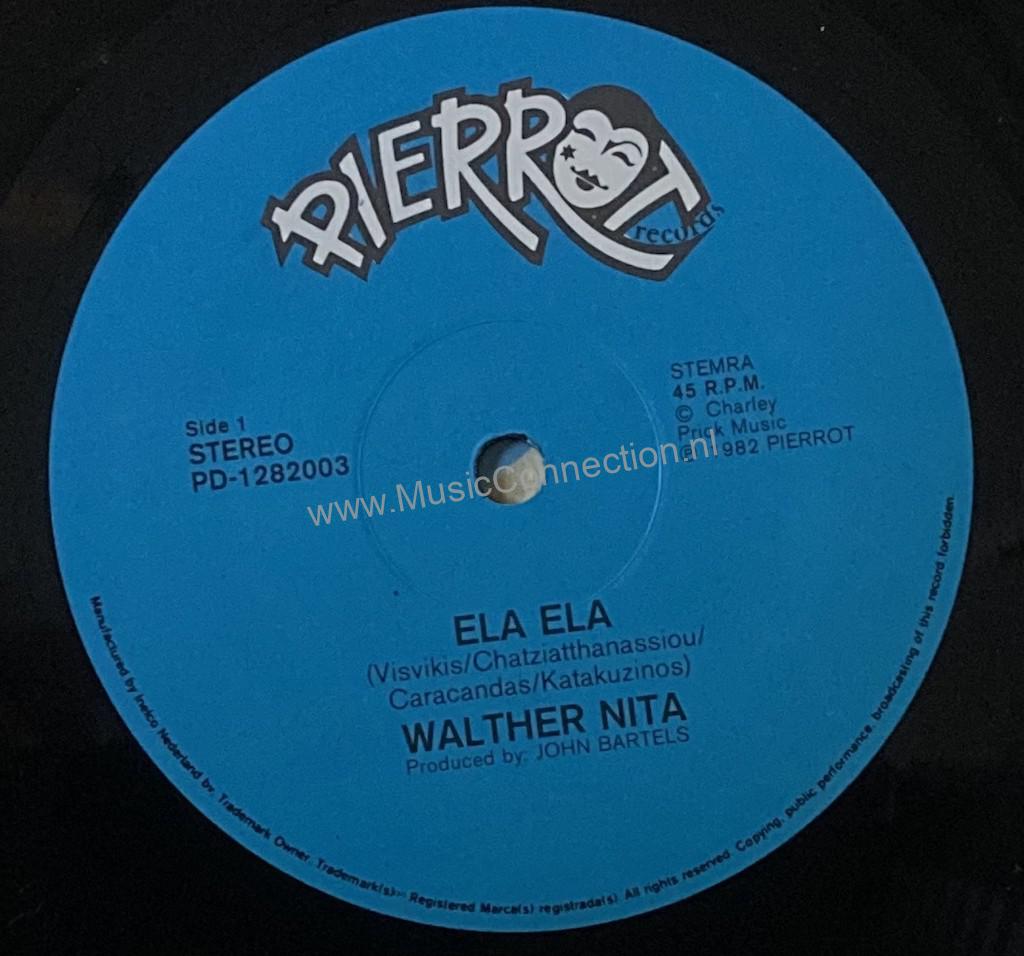 PIERROT
records
Side 1
STEREO
PD-1282003
STEMRA
45 R.P.M.
© Charley
Prick Music
℗ 1982 PIERROT
www.MusicConnection.nl
ELA ELA
(Visvikis/Chatziatthanassiou/
Caracandas/Katakuzinos)
WALTHER NITA
Produced by: JOHN BARTELS
Manufactured by Inelco Nederland bv. Trademark Owner. Trademark(s) Registered Marca(s) registrada(s). All rights reserved. Copying, public performance, broadcasting of this record forbidden.